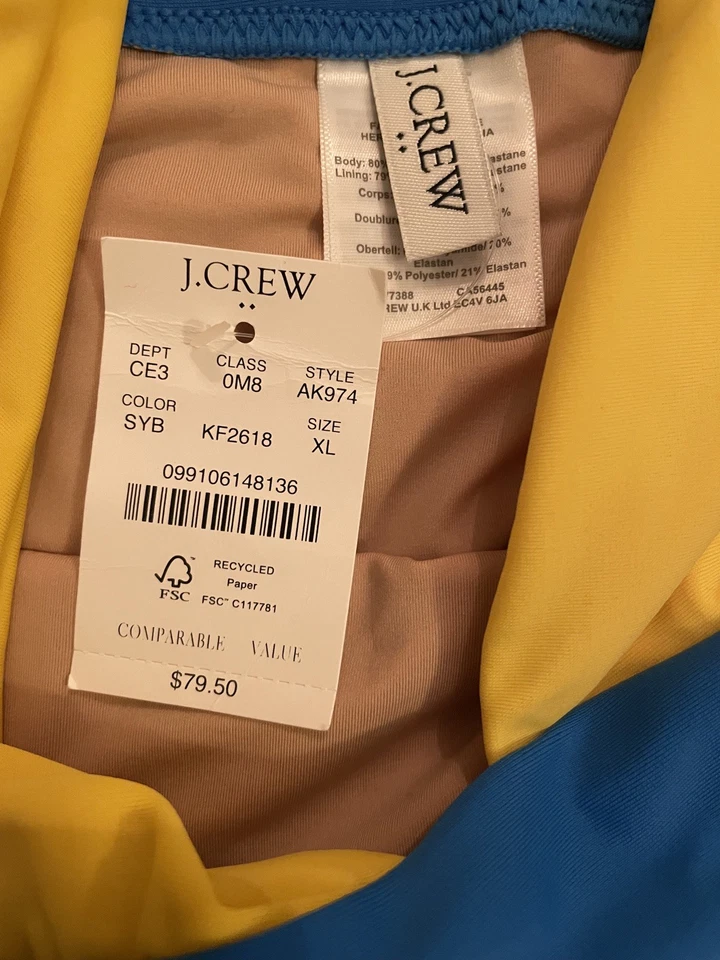 J.CREW
DEPT CLASS STYLE
CE3 0M8 AK974
COLOR SIZE
SYB KF2618 XL
099106148136
RECYCLED
Paper
FSC FSC™ C117781
COMPARABLE VALUE
$79.50
J.CREW
Body: 80%
Lining: 79
Corps
Obertell: 20%
Elastan
9% Polyester/ 21% Elastan
7388 CA56445
REW U.K Ltd EC4V 6JA